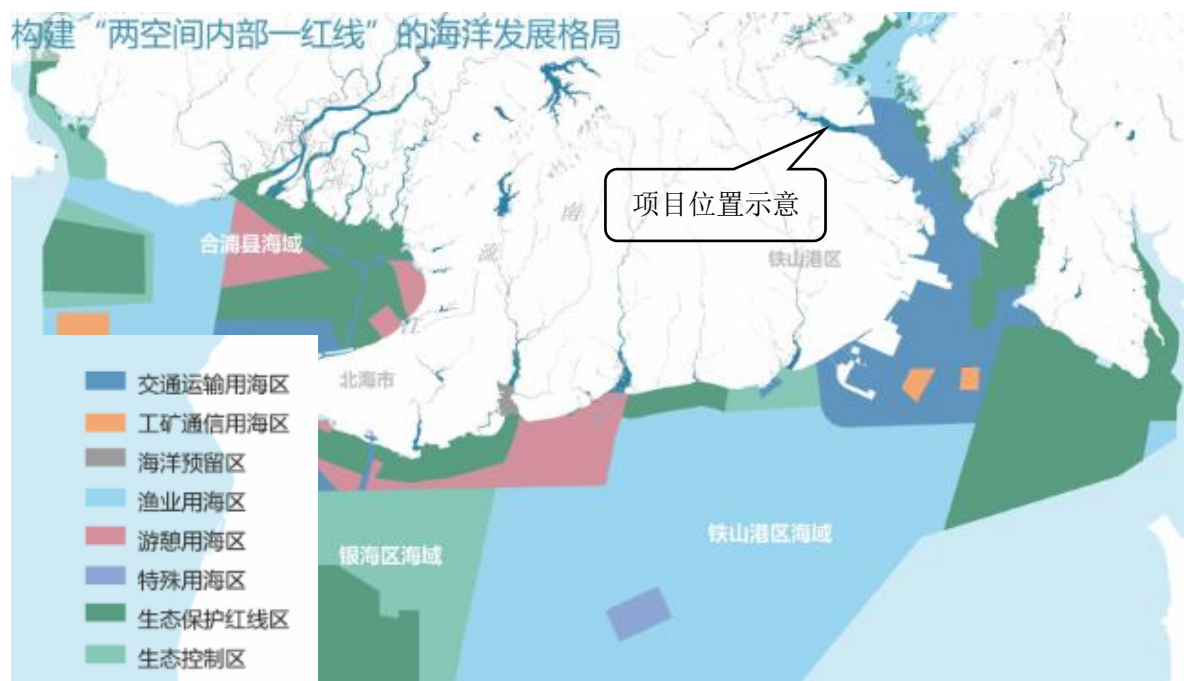 构建“两空间内部一红线”的海洋发展格局
项目位置示意
南
流
江
合浦县海域
铁山港区
北海市
交通运输用海区
工矿通信用海区
海洋预留区
渔业用海区
游憩用海区
特殊用海区
生态保护红线区
生态控制区
银海区海域
铁山港区海域